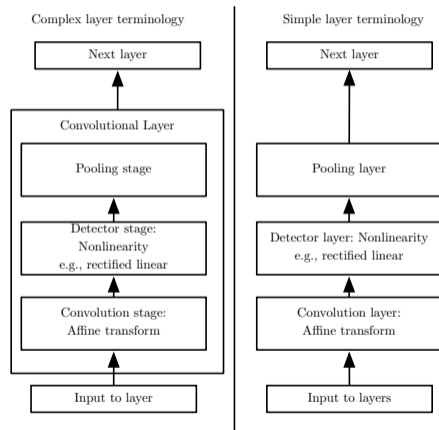 Complex layer terminology
Next layer
Convolutional Layer
Pooling stage
Detector stage:
Nonlinearity
e.g., rectified linear
Convolution stage:
Affine transform
Input to layer
Simple layer terminology
Next layer
Pooling layer
Detector layer: Nonlinearity
e.g., rectified linear
Convolution layer:
Affine transform
Input to layers